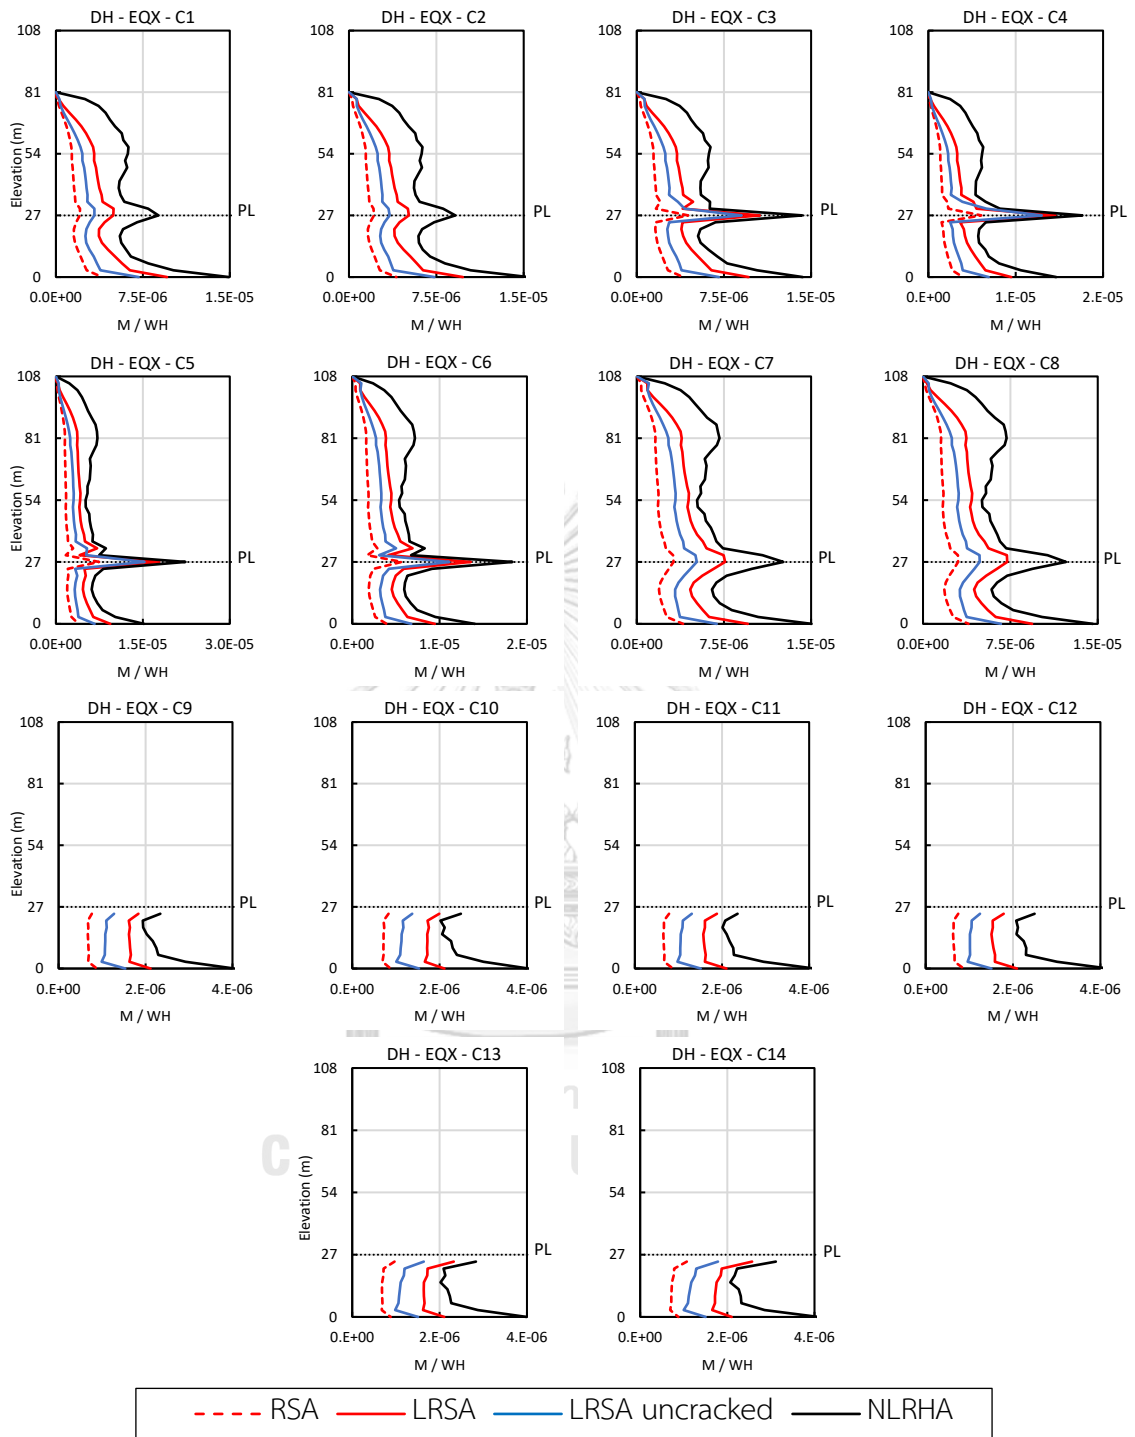 DH - EQX - C1 DH - EQX - C2 DH - EQX - C3 DH - EQX - C4
108 108 108 108
81 81 81 81
54 54 54 54
27 27 27 27
0 0 0 0
Elevation (m)
PL PL PL PL
0.0E+00 7.5E-06 1.5E-05 0.0E+00 7.5E-06 1.5E-05 0.0E+00 7.5E-06 1.5E-05 0.0E+00 1.0E-05 2.0E-05
M / WH M / WH M / WH M / WH
DH - EQX - C5 DH - EQX - C6 DH - EQX - C7 DH - EQX - C8
108 108 108 108
81 81 81 81
54 54 54 54
27 27 27 27
0 0 0 0
Elevation (m)
PL PL PL PL
0.0E+00 1.5E-05 3.0E-05 0.0E+00 1.0E-05 2.0E-05 0.0E+00 7.5E-06 1.5E-05 0.0E+00 7.5E-06 1.5E-05
M / WH M / WH M / WH M / WH
DH - EQX - C9 DH - EQX - C10 DH - EQX - C11 DH - EQX - C12
108 108 108 108
81 81 81 81
54 54 54 54
27 27 27 27
0 0 0 0
Elevation (m)
PL PL PL PL
0.E+00 2.E-06 4.E-06 0.E+00 2.E-06 4.E-06 0.E+00 2.E-06 4.E-06 0.E+00 2.E-06 4.E-06
M / WH M / WH M / WH M / WH
DH - EQX - C13 DH - EQX - C14
108 108
81 81
54 54
27 27
0 0
Elevation (m)
PL PL
0.E+00 2.E-06 4.E-06 0.E+00 2.E-06 4.E-06
M / WH M / WH
RSA LRSA LRSA uncracked NLRHA